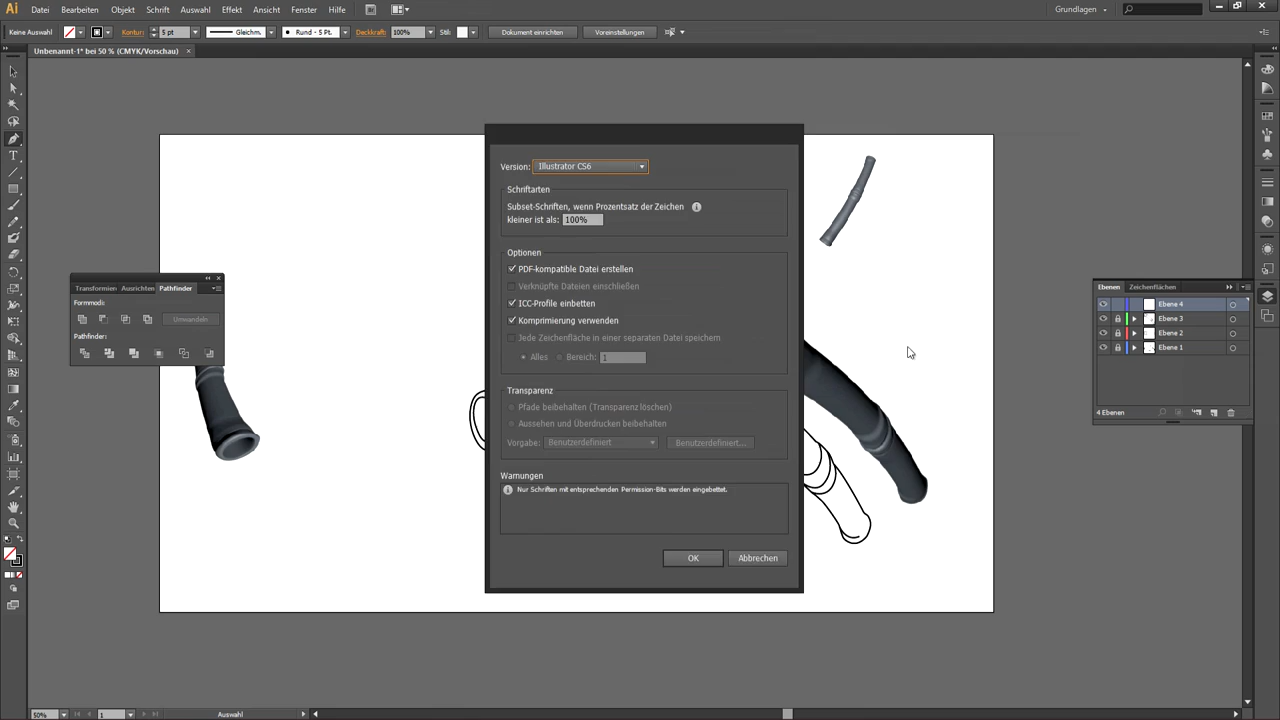 Ai Datei Bearbeiten Objekt Schrift Auswahl Effekt Ansicht Fenster Hilfe Br Grundlagen
Keine Auswahl Kontur: 5 pt Gleichm. Rund - 5 Pt. Deckkraft: 100% Stil: Dokument einrichten Voreinstellungen
Unbenannt-1* bei 50 % (CMYK/Vorschau)
Version: Illustrator CS6
Schriftarten
Subset-Schriften, wenn Prozentsatz der Zeichen
kleiner ist als: 100%
Optionen
PDF-kompatible Datei erstellen
Verknüpfte Dateien einschließen
ICC-Profile einbetten
Komprimierung verwenden
Jede Zeichenfläche in einer separaten Datei speichern
Alles Bereich: 1
Transparenz
Pfade beibehalten (Transparenz löschen)
Aussehen und Überdrucken beibehalten
Vorgabe: Benutzerdefiniert Benutzerdefiniert...
Warnungen
Nur Schriften mit entsprechenden Permission-Bits werden eingebettet.
OK Abbrechen
Transformieren Ausrichten Pathfinder
Formmodi:
Umwandeln
Pathfinder:
Ebenen Zeichenflächen
Ebene 4
Ebene 3
Ebene 2
Ebene 1
4 Ebenen
50% 1 Auswahl